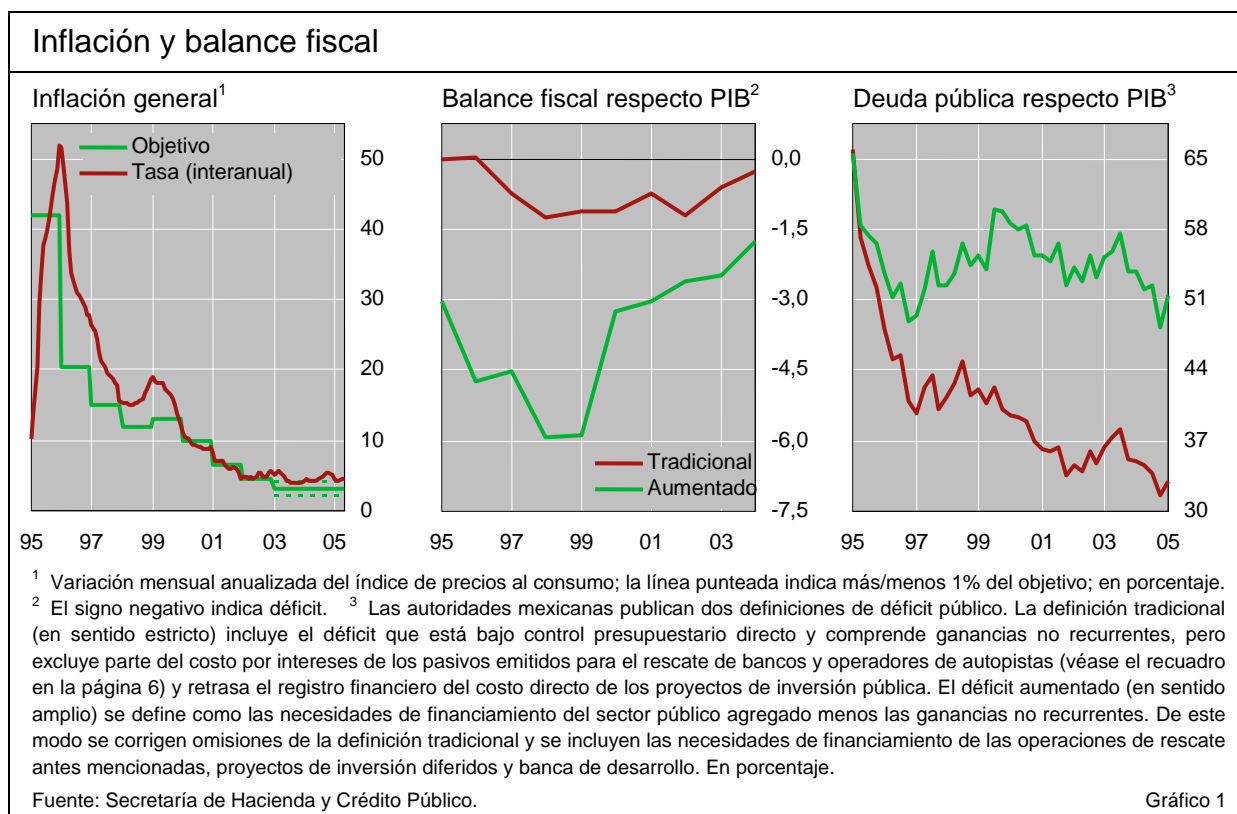 Inflación y balance fiscal
Inflación general1
Balance fiscal respecto PIB2
Deuda pública respecto PIB3
Objetivo
Tasa (interanual)
50
40
30
20
10
0
95 97 99 01 03 05
0,0
-1,5
-3,0
-4,5
-6,0
-7,5
Tradicional
Aumentado
95 97 99 01 03
65
58
51
44
37
30
95 97 99 01 03 05
1 Variación mensual anualizada del índice de precios al consumo; la línea punteada indica más/menos 1% del objetivo; en porcentaje.
2 El signo negativo indica déficit. 3 Las autoridades mexicanas publican dos definiciones de déficit público. La definición tradicional
(en sentido estricto) incluye el déficit que está bajo control presupuestario directo y comprende ganancias no recurrentes, pero
excluye parte del costo por intereses de los pasivos emitidos para el rescate de bancos y operadores de autopistas (véase el recuadro
en la página 6) y retrasa el registro financiero del costo directo de los proyectos de inversión pública. El déficit aumentado (en sentido
amplio) se define como las necesidades de financiamiento del sector público agregado menos las ganancias no recurrentes. De este
modo se corrigen omisiones de la definición tradicional y se incluyen las necesidades de financiamiento de las operaciones de rescate
antes mencionadas, proyectos de inversión diferidos y banca de desarrollo. En porcentaje.
Fuente: Secretaría de Hacienda y Crédito Público.
Gráfico 1